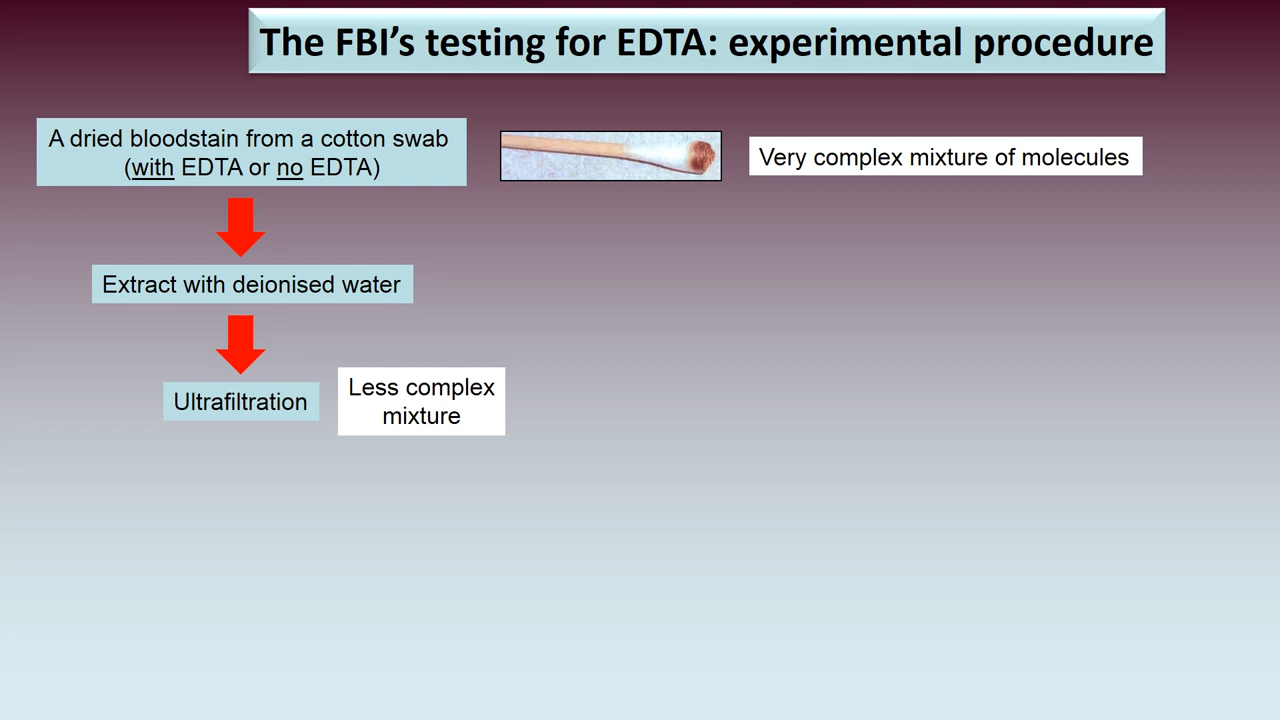 The FBI’s testing for EDTA: experimental procedure
A dried bloodstain from a cotton swab
(with EDTA or no EDTA)
Very complex mixture of molecules
Extract with deionised water
Ultrafiltration
Less complex
mixture